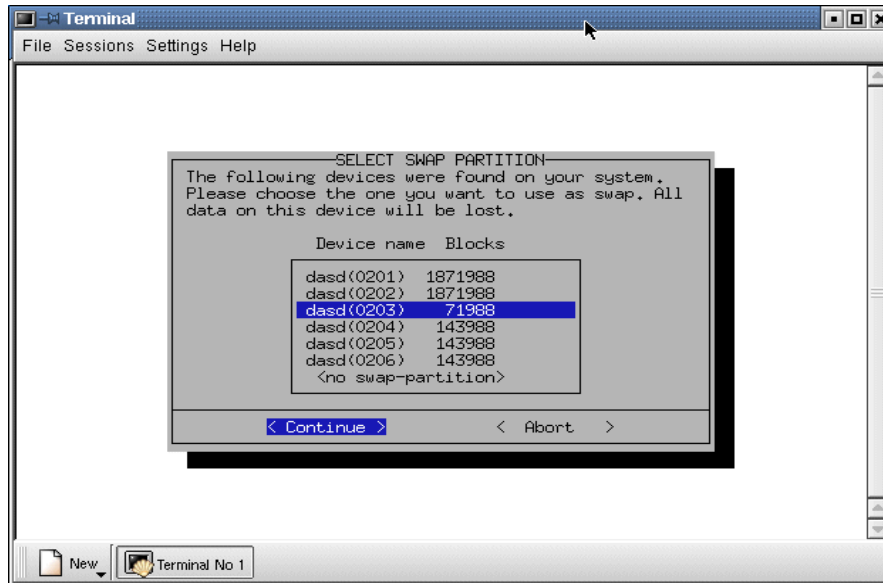 Terminal
File Sessions Settings Help
SELECT SWAP PARTITION
The following devices were found on your system.
Please choose the one you want to use as swap. All
data on this device will be lost.
Device name Blocks
dasd(0201) 1871988
dasd(0202) 1871988
dasd(0203) 71988
dasd(0204) 143988
dasd(0205) 143988
dasd(0206) 143988
<no swap-partition>
< Continue > < Abort >
New Terminal No 1